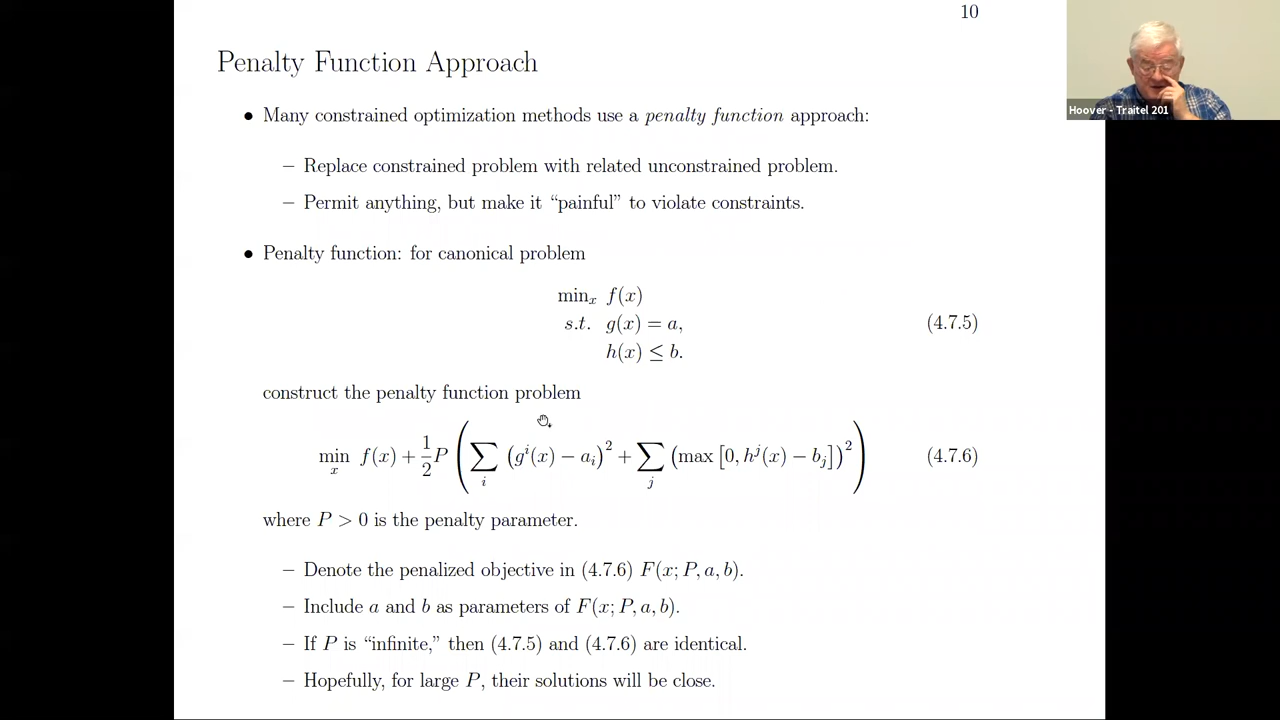 10
Penalty Function Approach
• Many constrained optimization methods use a penalty function approach:
– Replace constrained problem with related unconstrained problem.
– Permit anything, but make it “painful” to violate constraints.
• Penalty function: for canonical problem
minₓ f(x)
s.t. g(x) = a, (4.7.5)
h(x) ≤ b.
construct the penalty function problem
min_x f(x) + 1/2 P ( ∑_i (g^i(x) − a_i)^2 + ∑_j (max [0, h^j(x) − b_j])^2 ) (4.7.6)
where P > 0 is the penalty parameter.
– Denote the penalized objective in (4.7.6) F(x; P, a, b).
– Include a and b as parameters of F(x; P, a, b).
– If P is “infinite,” then (4.7.5) and (4.7.6) are identical.
– Hopefully, for large P, their solutions will be close.
Hoover - Traitel 201